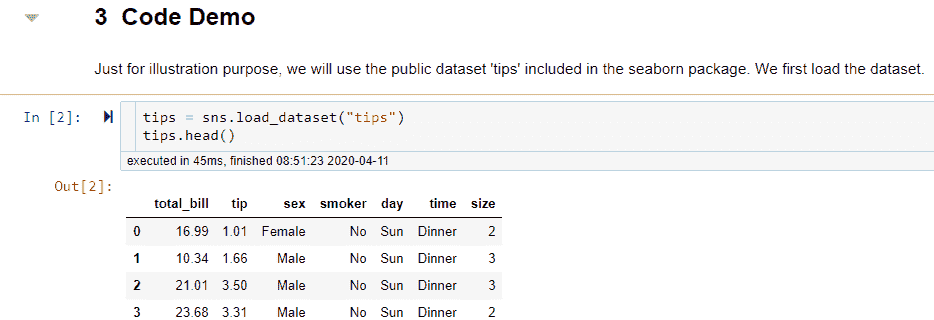 3 Code Demo
Just for illustration purpose, we will use the public dataset 'tips' included in the seaborn package. We first load the dataset.
In [2]:
tips = sns.load_dataset("tips")
tips.head()
executed in 45ms, finished 08:51:23 2020-04-11
Out[2]:
total_bill tip sex smoker day time size
0 16.99 1.01 Female No Sun Dinner 2
1 10.34 1.66 Male No Sun Dinner 3
2 21.01 3.50 Male No Sun Dinner 3
3 23.68 3.31 Male No Sun Dinner 2